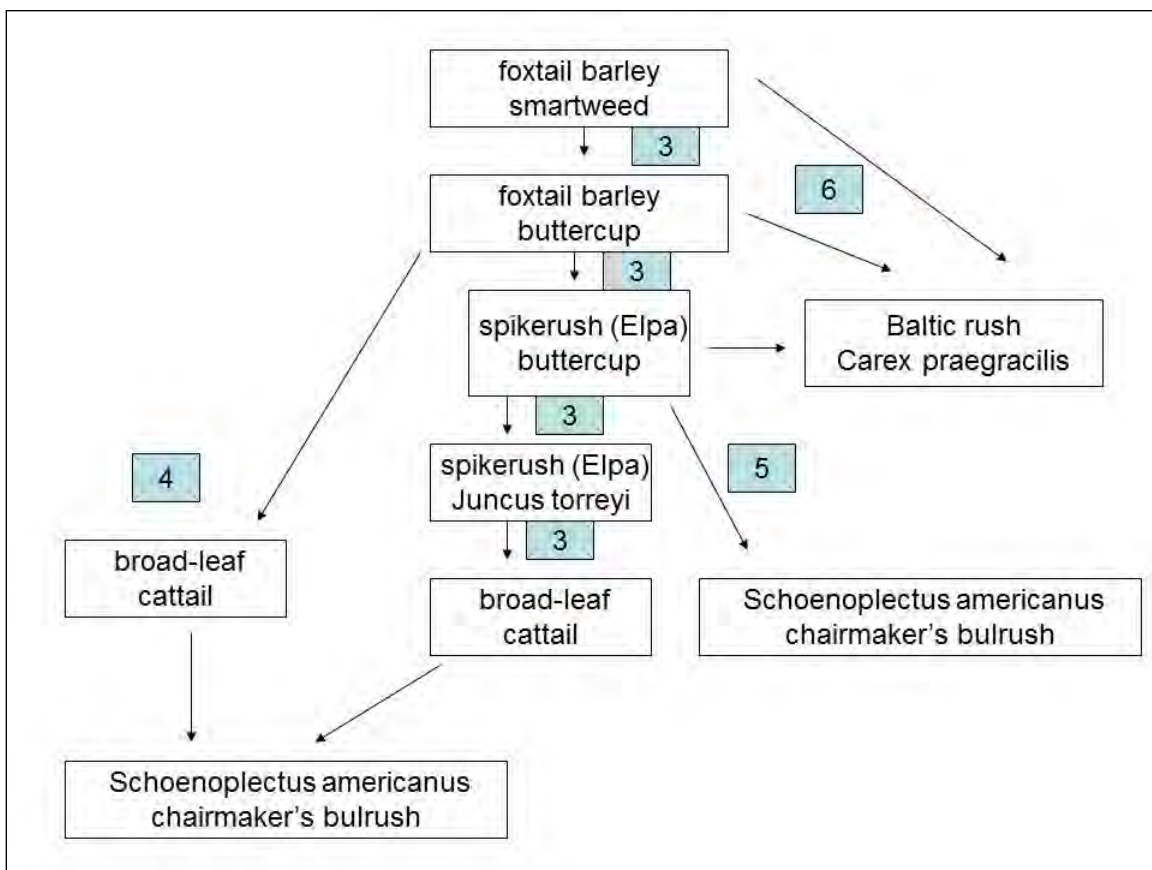 foxtail barley
smartweed
3
6
foxtail barley
buttercup
3
spikerush (Elpa)
buttercup
Baltic rush
Carex praegracilis
3
4
spikerush (Elpa)
Juncus torreyi
5
3
broad-leaf
cattail
broad-leaf
cattail
Schoenoplectus americanus
chairmaker's bulrush
Schoenoplectus americanus
chairmaker's bulrush